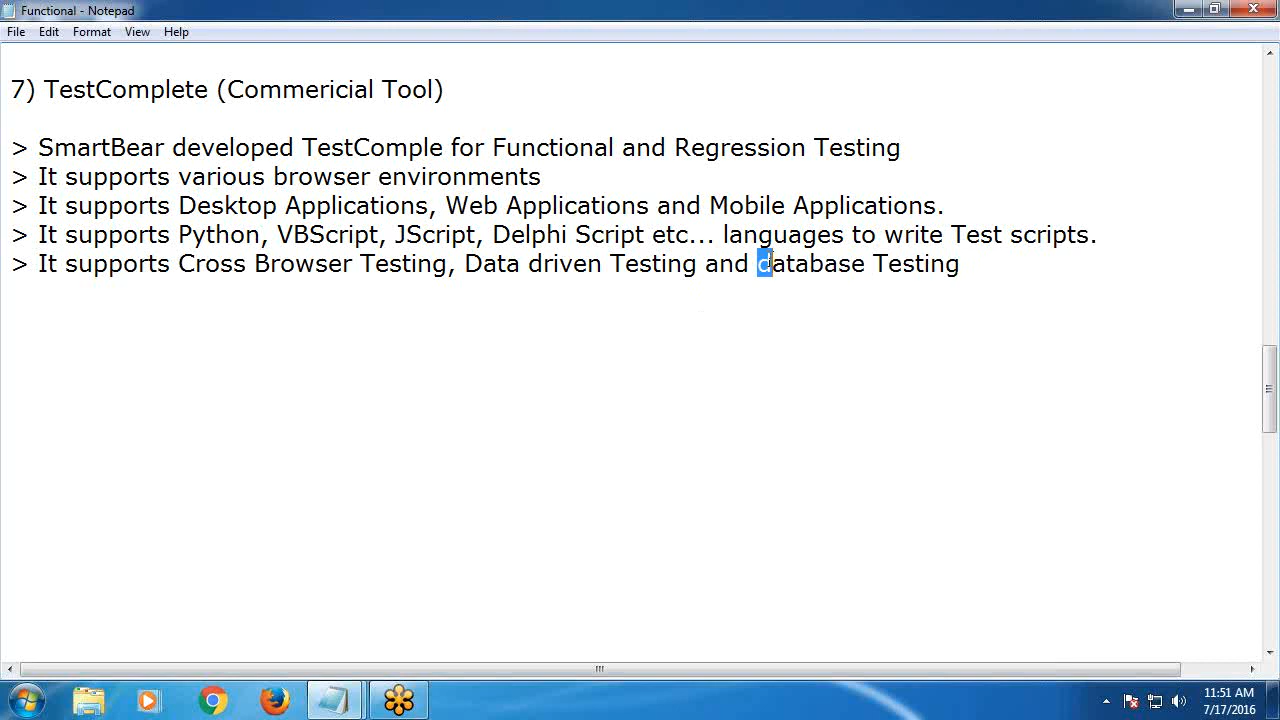 Functional - Notepad
File Edit Format View Help
7) TestComplete (Commericial Tool)
> SmartBear developed TestComple for Functional and Regression Testing
> It supports various browser environments
> It supports Desktop Applications, Web Applications and Mobile Applications.
> It supports Python, VBScript, JScript, Delphi Script etc... languages to write Test scripts.
> It supports Cross Browser Testing, Data driven Testing and database Testing
11:51 AM
7/17/2016